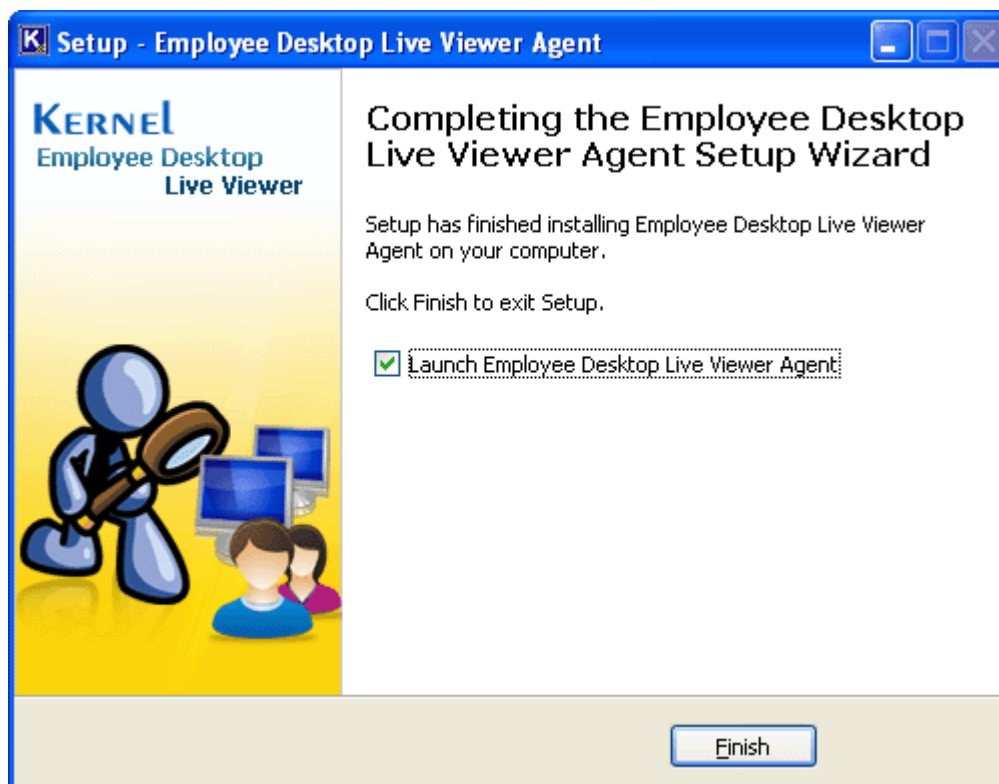 Setup - Employee Desktop Live Viewer Agent
KERNEl
Employee Desktop
Live Viewer
Completing the Employee Desktop
Live Viewer Agent Setup Wizard
Setup has finished installing Employee Desktop Live Viewer
Agent on your computer.
Click Finish to exit Setup.
Launch Employee Desktop Live Viewer Agent
Finish